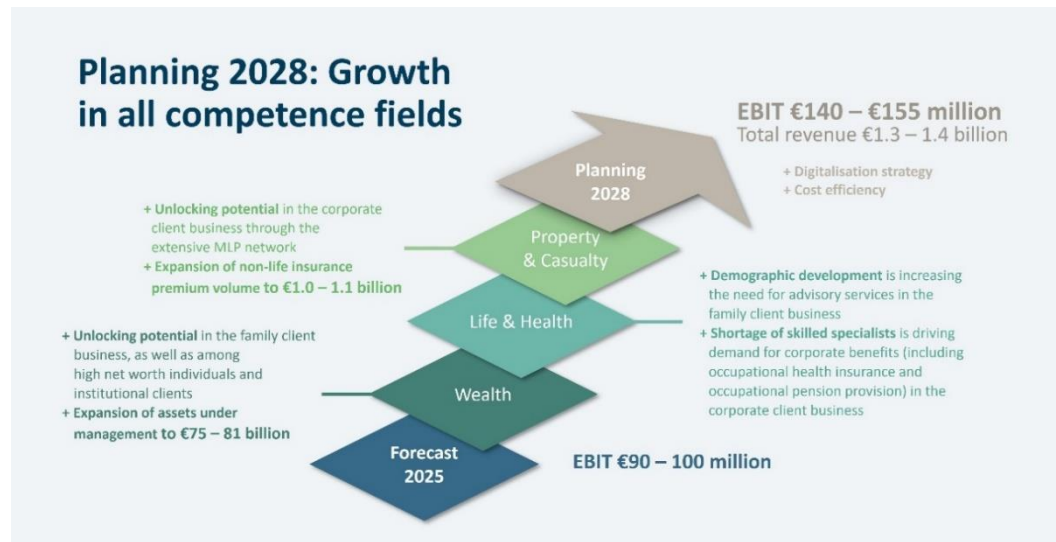 Planning 2028: Growth
in all competence fields
EBIT €140 – €155 million
Total revenue €1.3 – 1.4 billion
+ Digitalisation strategy
+ Cost efficiency
Planning
2028
+ Unlocking potential in the corporate
client business through the
extensive MLP network
+ Expansion of non-life insurance
premium volume to €1.0 – 1.1 billion
Property
& Casualty
+ Demographic development is increasing
the need for advisory services in the
family client business
+ Shortage of skilled specialists is driving
demand for corporate benefits (including
occupational health insurance and
occupational pension provision) in the
corporate client business
Life & Health
+ Unlocking potential in the family client
business, as well as among
high net worth individuals and
institutional clients
+ Expansion of assets under
management to €75 – 81 billion
Wealth
Forecast
2025
EBIT €90 – 100 million